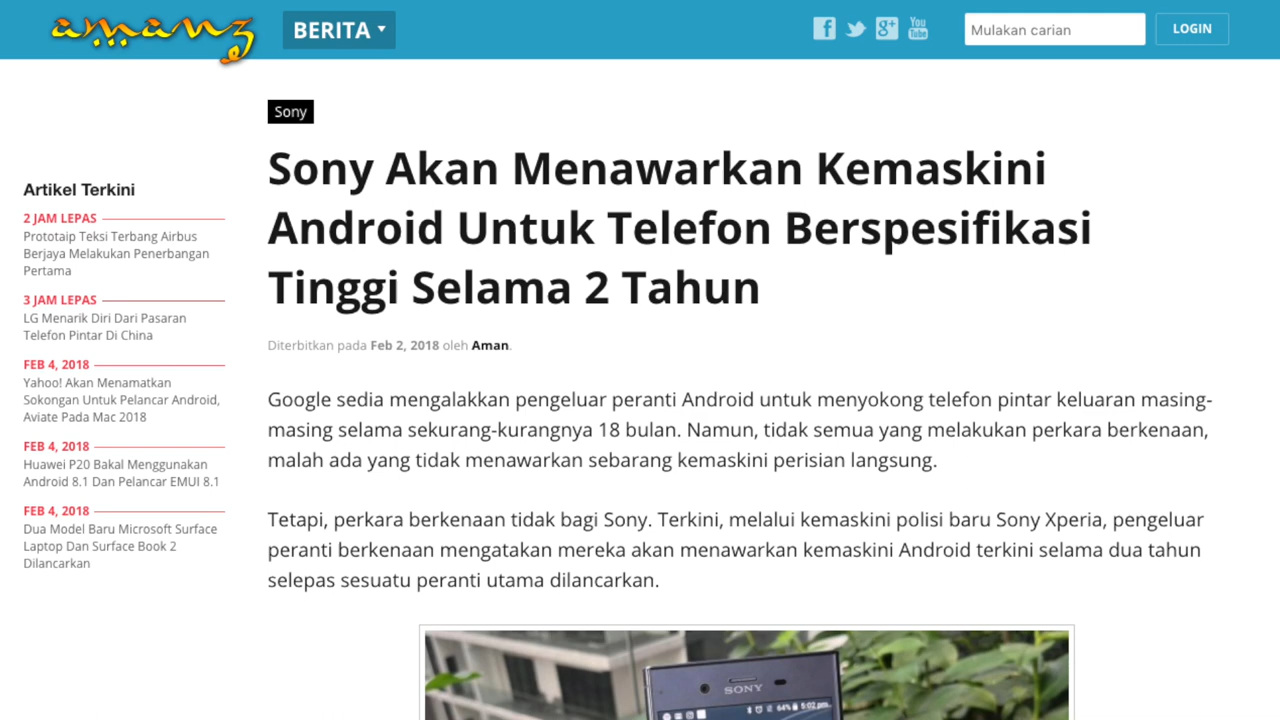 amanz
BERITA
You
Tube
Mulakan carian
LOGIN
Sony
Sony Akan Menawarkan Kemaskini
Android Untuk Telefon Berspesifikasi
Tinggi Selama 2 Tahun
Diterbitkan pada Feb 2, 2018 oleh Aman.
Artikel Terkini
2 JAM LEPAS
Prototaip Teksi Terbang Airbus
Berjaya Melakukan Penerbangan
Pertama
3 JAM LEPAS
LG Menarik Diri Dari Pasaran
Telefon Pintar Di China
FEB 4, 2018
Yahoo! Akan Menamatkan
Sokongan Untuk Pelancar Android,
Aviate Pada Mac 2018
FEB 4, 2018
Huawei P20 Bakal Menggunakan
Android 8.1 Dan Pelancar EMUI 8.1
FEB 4, 2018
Dua Model Baru Microsoft Surface
Laptop Dan Surface Book 2
Dilancarkan
Google sedia mengalakkan pengeluar peranti Android untuk menyokong telefon pintar keluaran masing-
masing selama sekurang-kurangnya 18 bulan. Namun, tidak semua yang melakukan perkara berkenaan,
malah ada yang tidak menawarkan sebarang kemaskini perisian langsung.
Tetapi, perkara berkenaan tidak bagi Sony. Terkini, melalui kemaskini polisi baru Sony Xperia, pengeluar
peranti berkenaan mengatakan mereka akan menawarkan kemaskini Android terkini selama dua tahun
selepas sesuatu peranti utama dilancarkan.
SONY
64% 5:02 pm